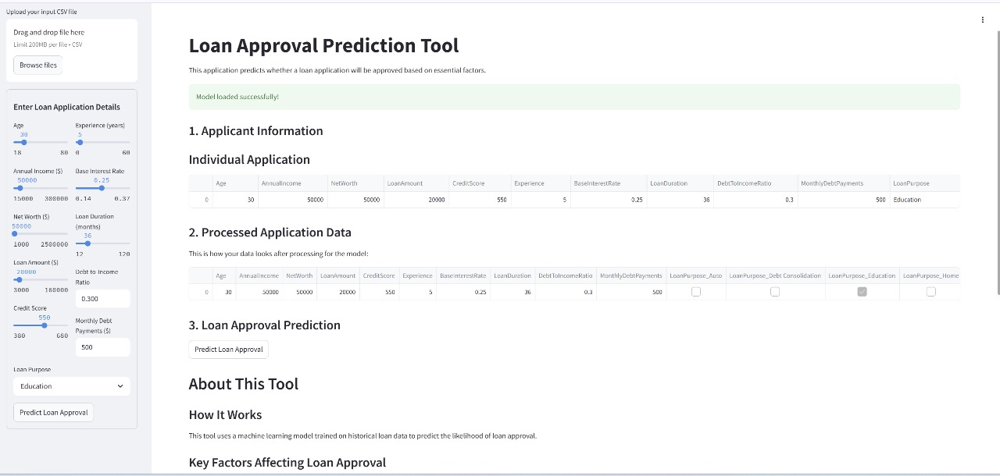 Upload your input CSV file
Drag and drop file here
Limit 200MB per file • CSV
Browse files
Enter Loan Application Details
Age
30
18 80
Experience (years)
5
0 60
Annual Income ($)
50000
15000 300000
Base Interest Rate
0.25
0.14 0.37
Net Worth ($)
50000
1000 2500000
Loan Duration
(months)
36
12 120
Loan Amount ($)
20000
3000 160000
Debt-to-Income
Ratio
0.300
Credit Score
550
380 680
Monthly Debt
Payments ($)
500
Loan Purpose
Education
Predict Loan Approval
Loan Approval Prediction Tool
This application predicts whether a loan application will be approved based on essential factors.
Model loaded successfully!
1. Applicant Information
Individual Application
Age AnnualIncome NetWorth LoanAmount CreditScore Experience BaseInterestRate LoanDuration DebtToIncomeRatio MonthlyDebtPayments LoanPurpose
0 30 50000 50000 20000 550 5 0.25 36 0.3 500 Education
2. Processed Application Data
This is how your data looks after processing for the model:
Age AnnualIncome NetWorth LoanAmount CreditScore Experience BaseInterestRate LoanDuration DebtToIncomeRatio MonthlyDebtPayments LoanPurpose_Auto LoanPurpose_Debt Consolidation LoanPurpose_Education LoanPurpose_Home
0 30 50000 50000 20000 550 5 0.25 36 0.3 500
3. Loan Approval Prediction
Predict Loan Approval
About This Tool
How It Works
This tool uses a machine learning model trained on historical loan data to predict the likelihood of loan approval.
Key Factors Affecting Loan Approval